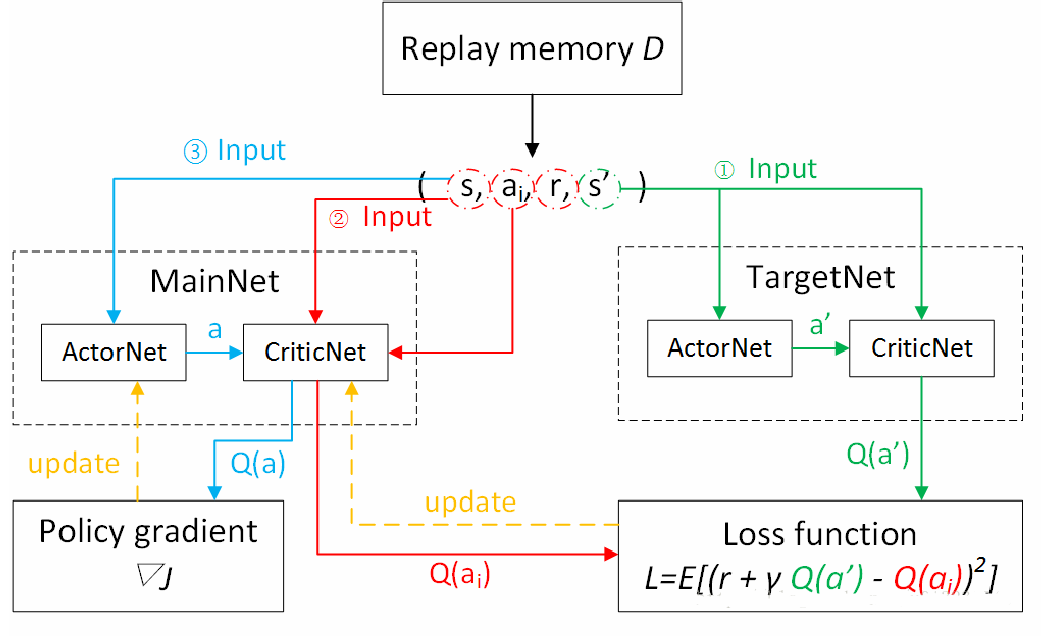 Replay memory D
③ Input
① Input
( s, aᵢ, r, s’ )
② Input
MainNet
TargetNet
ActorNet
a
CriticNet
ActorNet
a’
CriticNet
update
Q(a)
Q(a’)
update
Policy gradient
▽J
Q(aᵢ)
Loss function
L=E[(r + γ Q(a’) - Q(aᵢ))²]